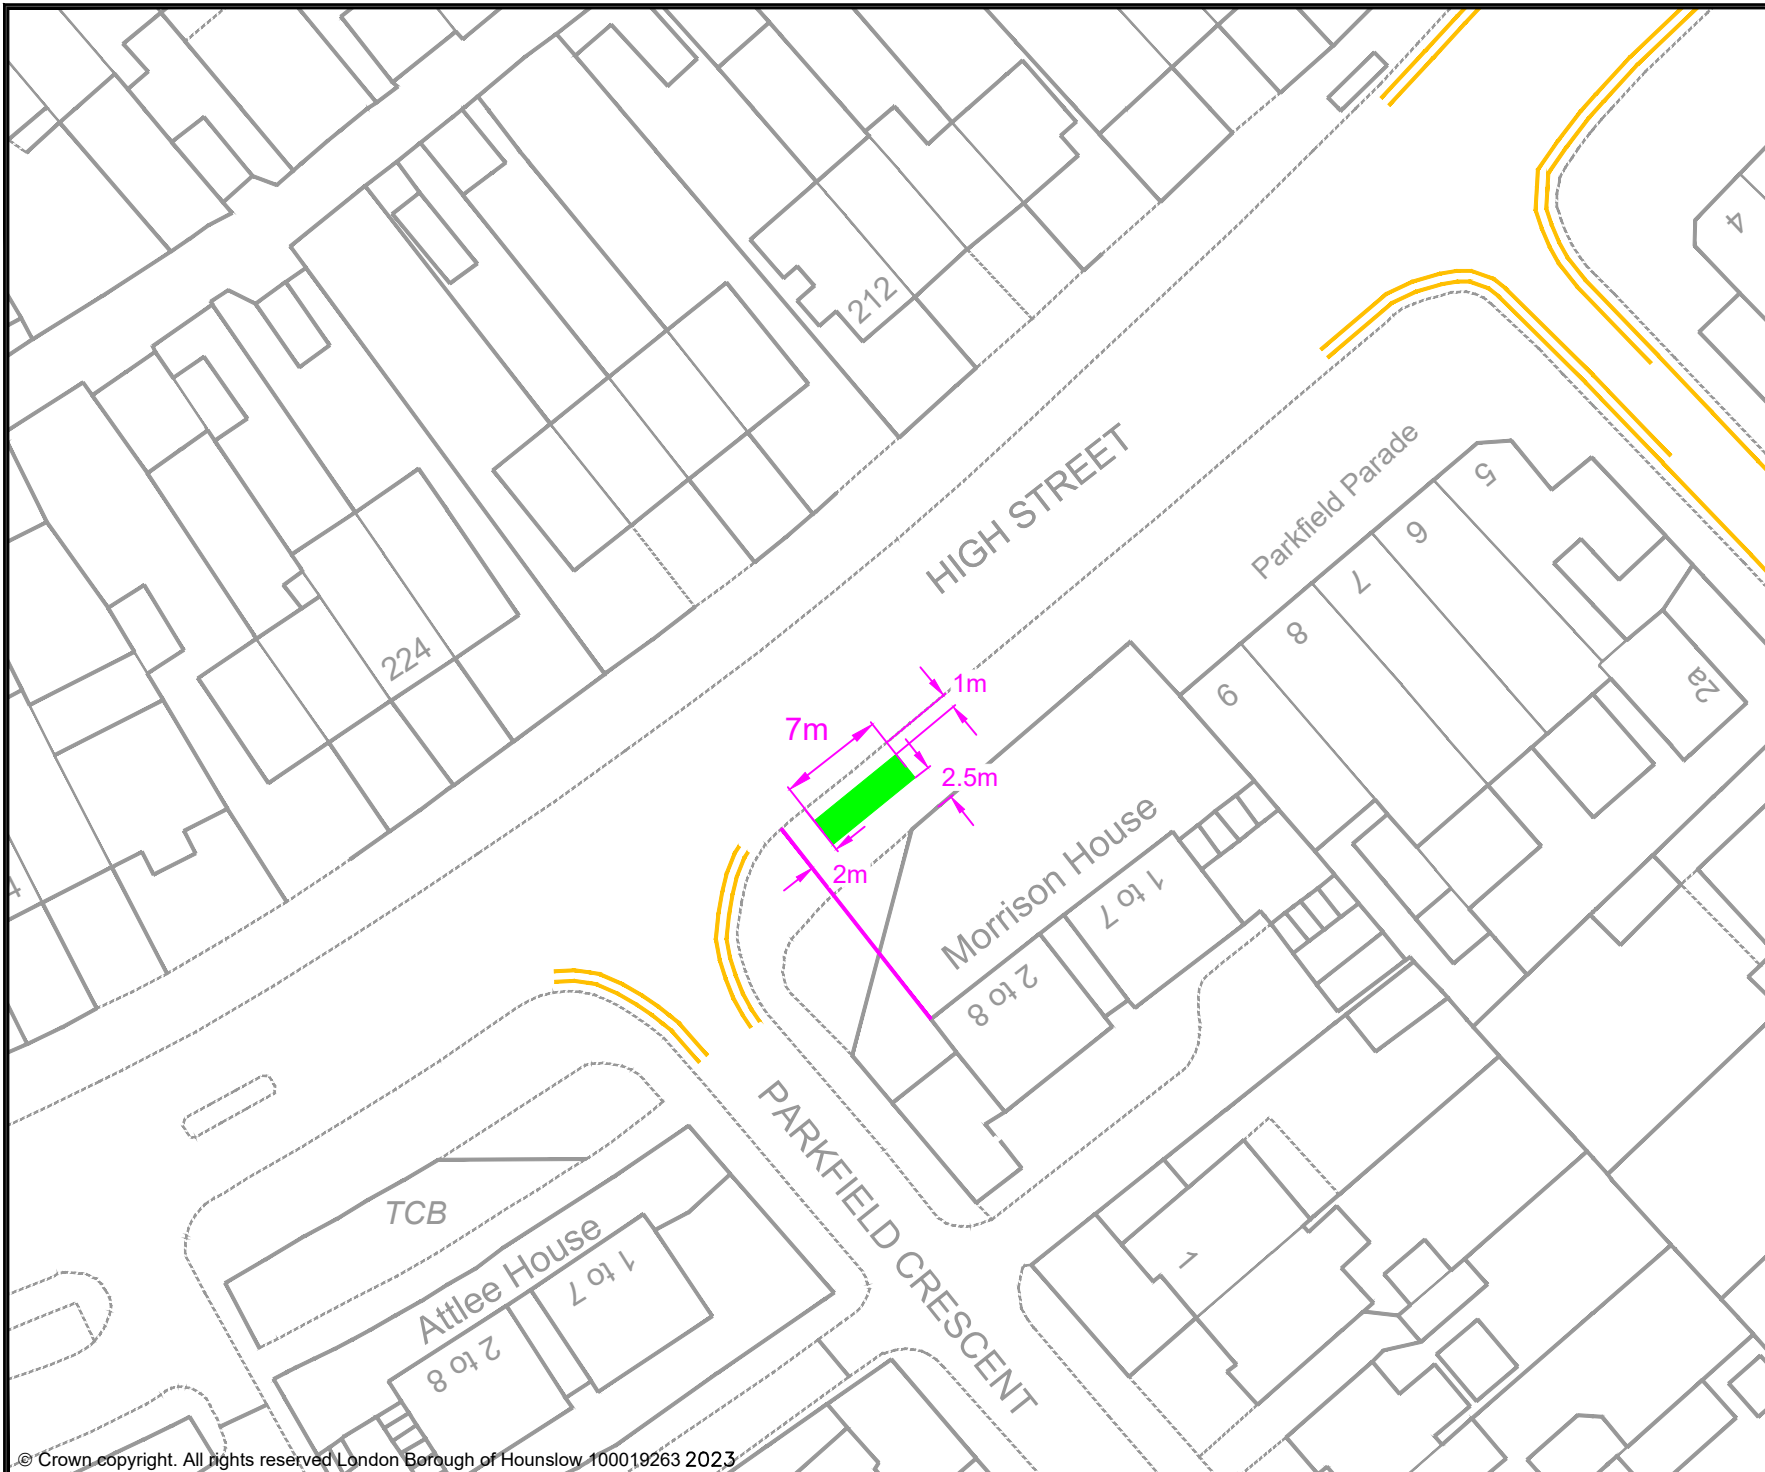 4
212
HIGH STREET
Parkfield Parade
5
6
7
8
9
2a
224
1m
7m
2.5m
2m
Morrison House
1 to 7
2 to 8
PARKFIELD CRESCENT
TCB
Attlee House
1 to 7
2 to 8
1
© Crown copyright. All rights reserved London Borough of Hounslow 100019263 2023